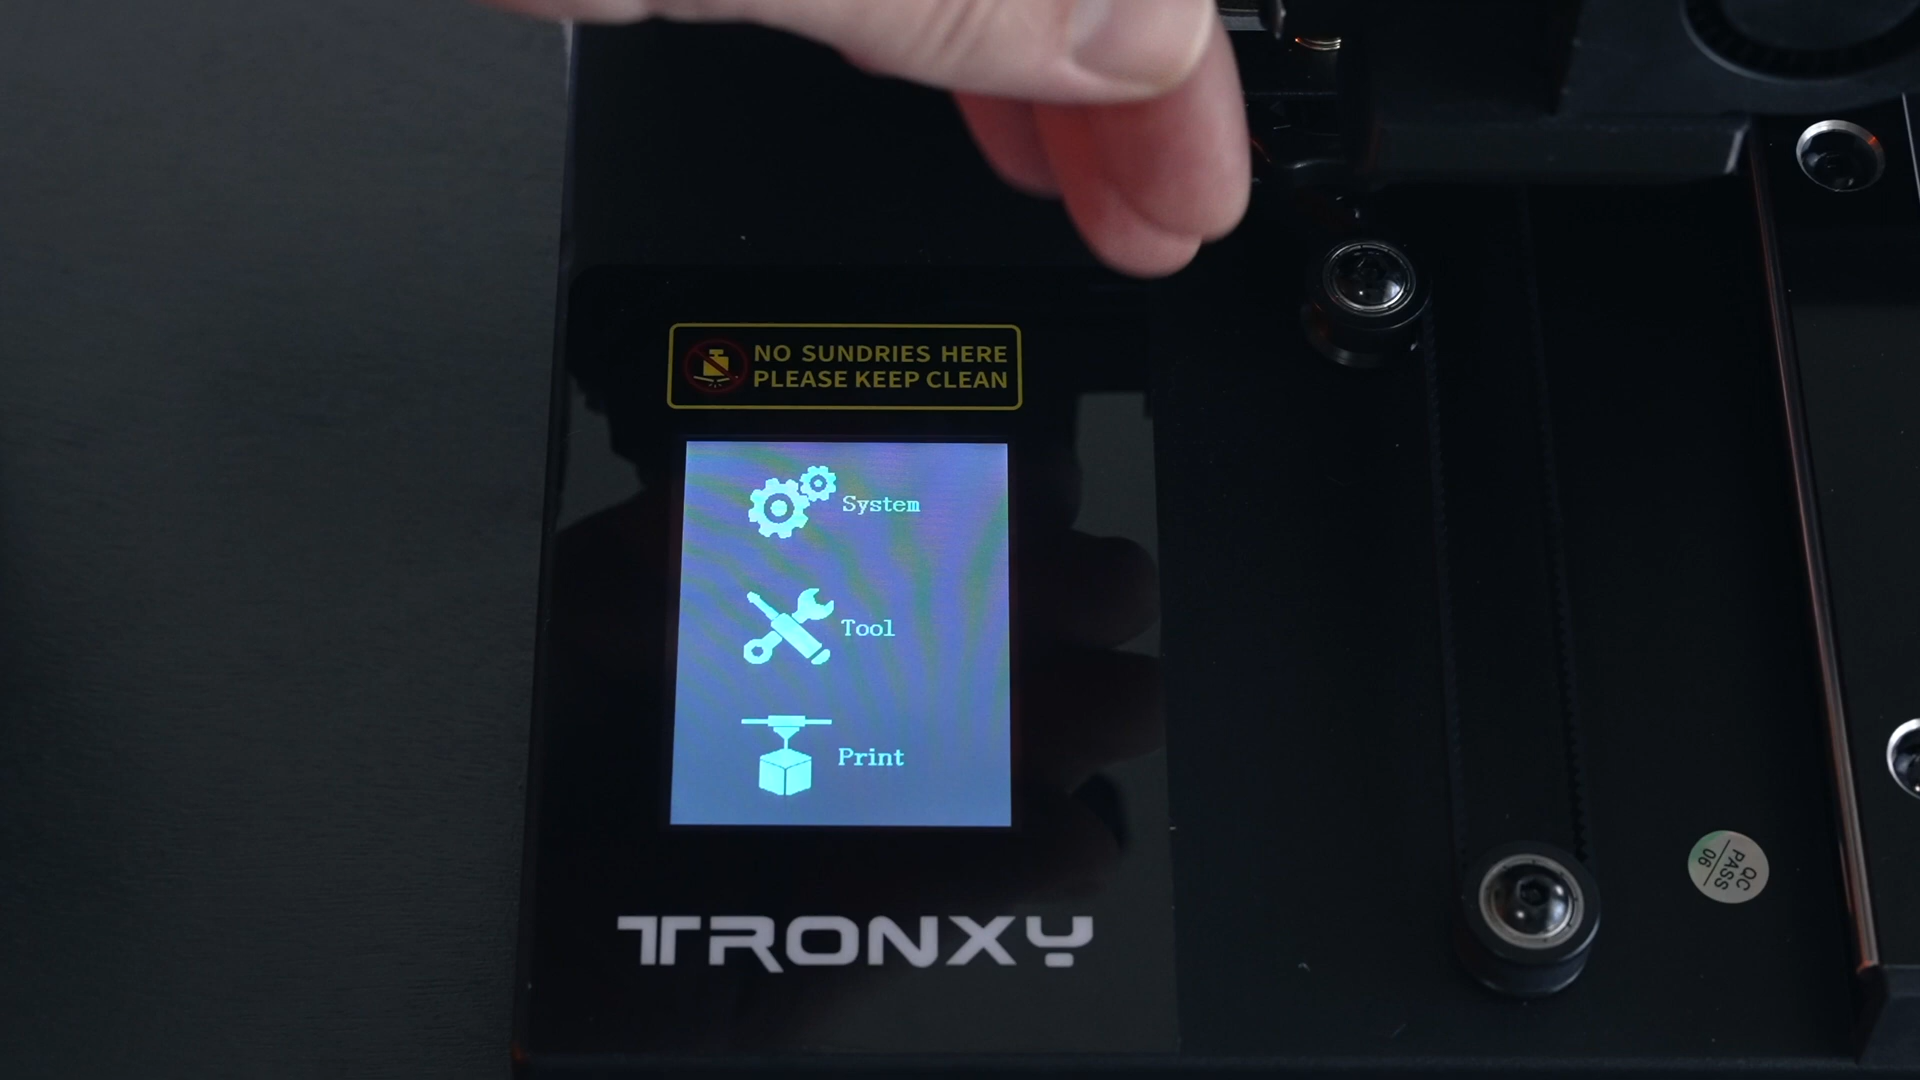 NO SUNDRIES HERE
PLEASE KEEP CLEAN
System
Tool
Print
TRONXY
QC
PASS
06